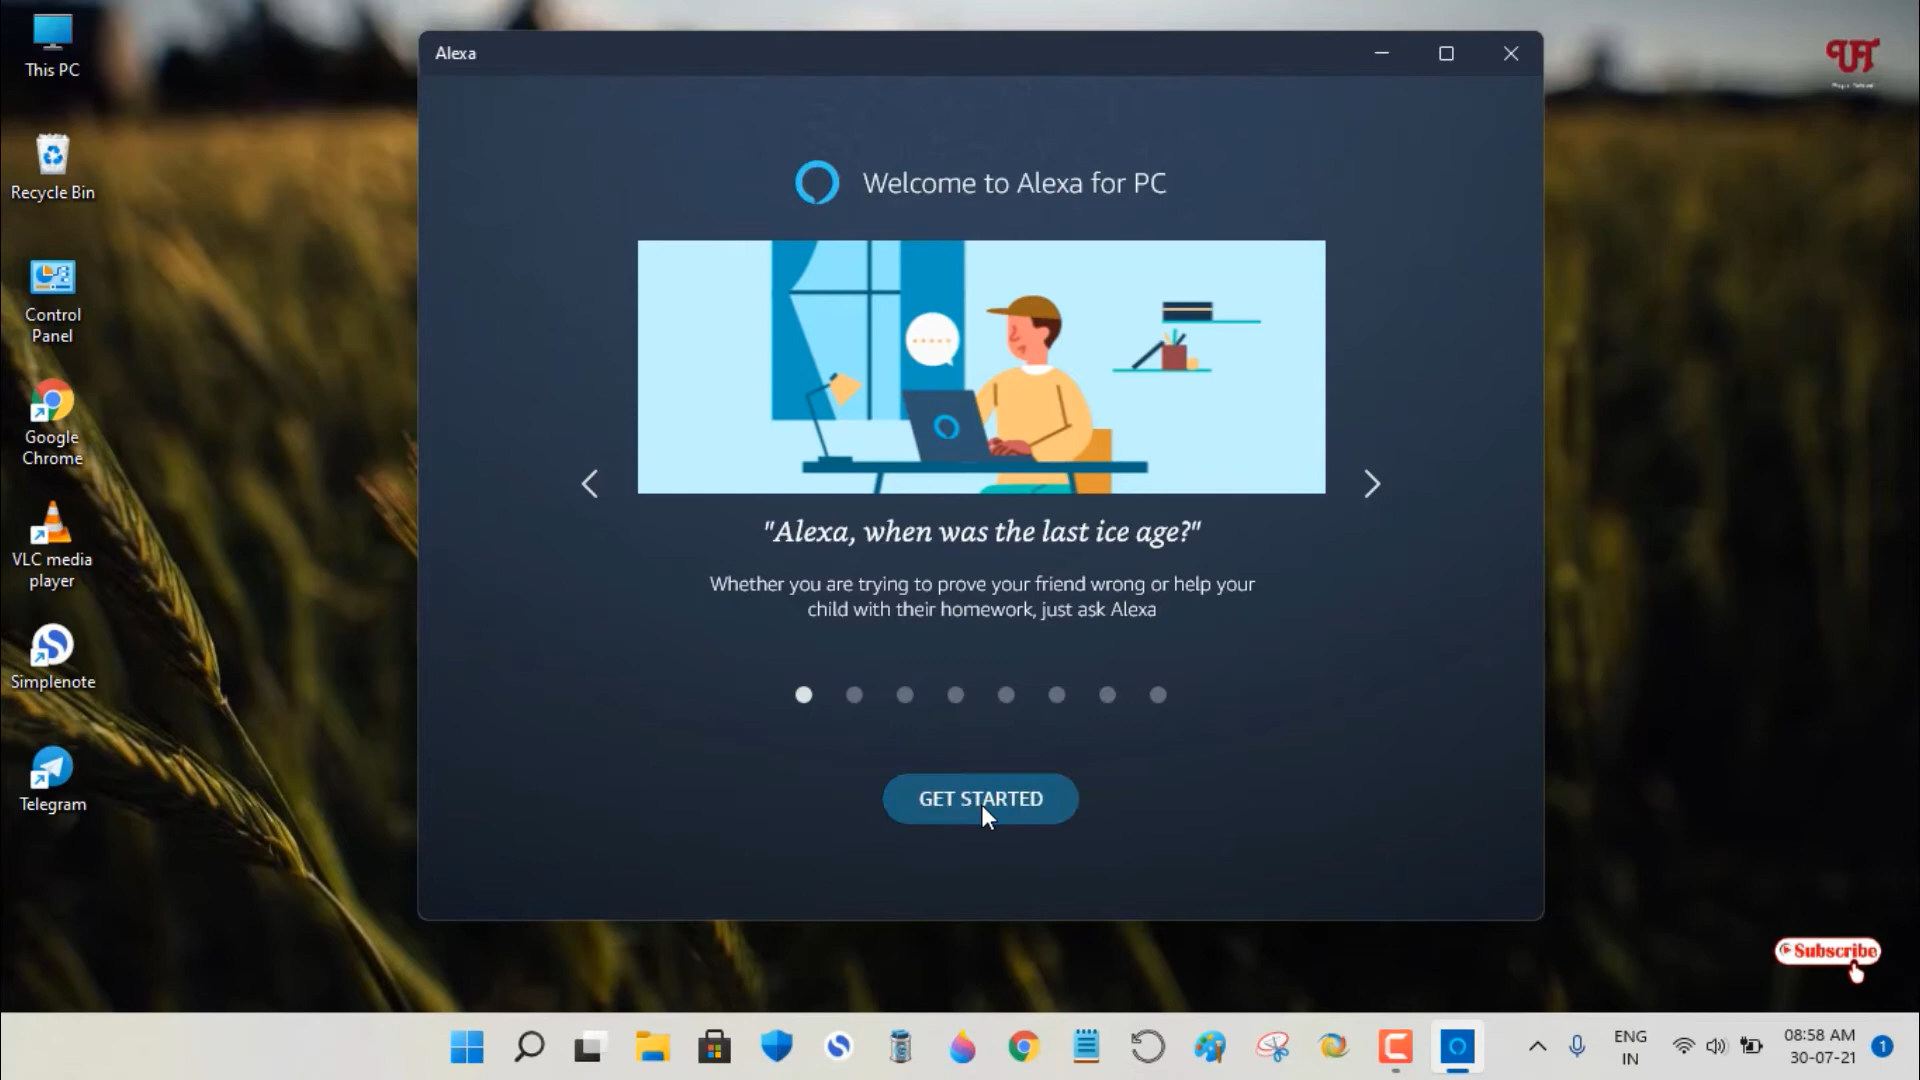 This PC
Recycle Bin
Control
Panel
Google
Chrome
VLC media
player
Simplenote
Telegram
Alexa
Welcome to Alexa for PC
"Alexa, when was the last ice age?"
Whether you are trying to prove your friend wrong or help your
child with their homework, just ask Alexa
GET STARTED
Subscribe
ENG
IN
08:58 AM
30-07-21
1